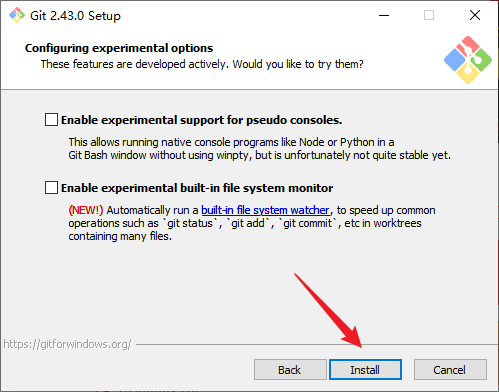 Git 2.43.0 Setup
Configuring experimental options
These features are developed actively. Would you like to try them?
Enable experimental support for pseudo consoles.
This allows running native console programs like Node or Python in a
Git Bash window without using winpty, but is unfortunately not quite stable yet.
Enable experimental built-in file system monitor
(NEW!) Automatically run a built-in file system watcher, to speed up common
operations such as `git status`, `git add`, `git commit`, etc in worktrees
containing many files.
https://gitforwindows.org/
Back Install Cancel